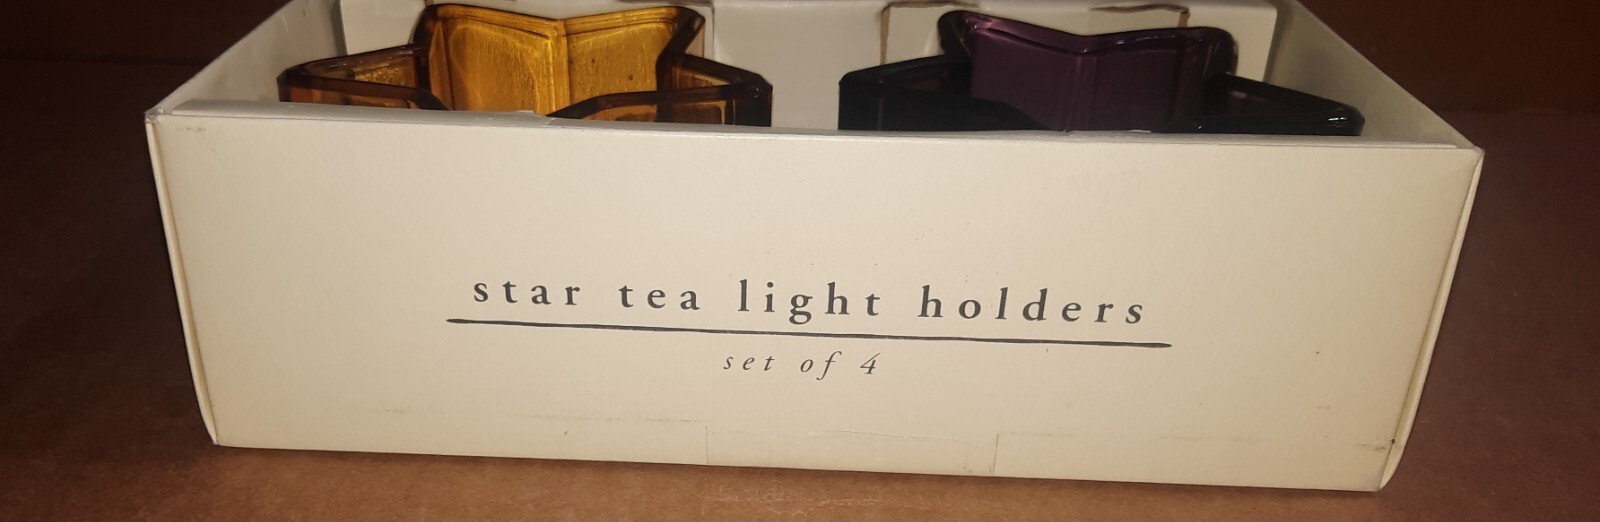 star tea light holders
set of 4